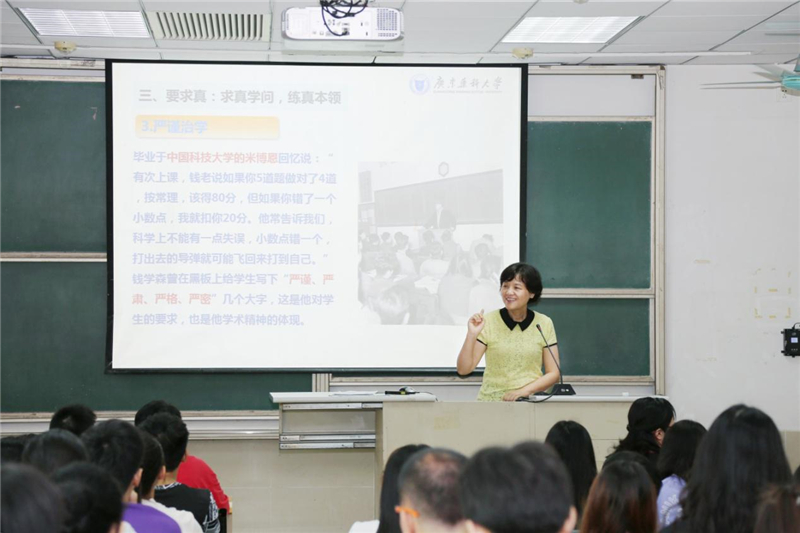 三、要求真：求真学问，练真本领
3.严谨治学
毕业于中国科技大学的米博恩回忆说：“
有次上课，钱老说如果你5道题做对了4道
，按常理，该得80分，但如果你错了一个
小数点，我就扣你20分。他常告诉我们，
科学上不能有一点失误，小数点错一个，
打出去的导弹就可能飞回来打到自己。”
钱学森曾在黑板上给学生写下“严谨、严
肃、严格、严密”几个大字，这是他对学
生的要求，也是他学术精神的体现。